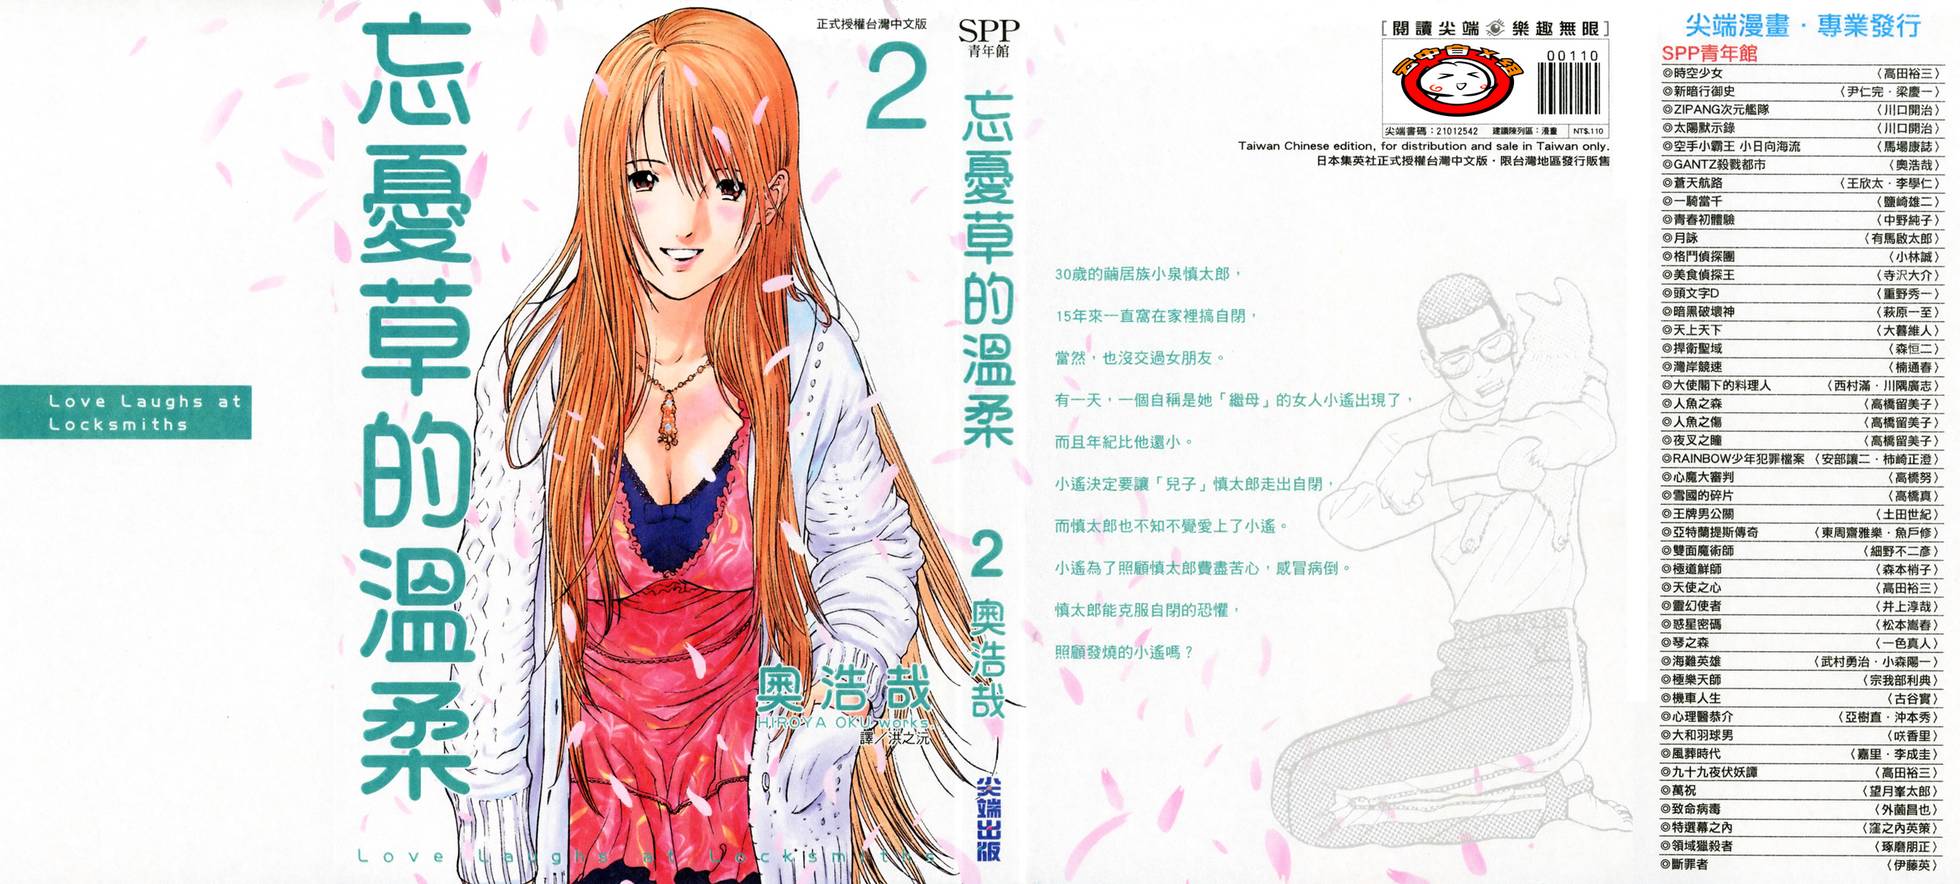 Love Laughs at
Locksmiths
忘憂草的溫柔
正式授權台灣中文版
2
奧浩哉
HIROYA OKU works
譯／洪之沅
Love Laughs at Locksmiths
SPP
青年館
忘憂草的溫柔
2
奧浩哉
尖端出版
[閱讀尖端 樂趣無限]
00110
尖端書碼：21012542 建議陳列區：漫畫 NT$.110
Taiwan Chinese edition, for distribution and sale in Taiwan only.
日本集英社正式授權台灣中文版・限台灣地區發行販售
30歲的繭居族小泉慎太郎，
15年來一直窩在家裡搞自閉，
當然，也沒交過女朋友。
有一天，一個自稱是她「繼母」的女人小遙出現了，
而且年紀比他還小。
小遙決定要讓「兒子」慎太郎走出自閉，
而慎太郎也不知不覺愛上了小遙。
小遙為了照顧慎太郎費盡苦心，感冒病倒。
慎太郎能克服自閉的恐懼，
照顧發燒的小遙嗎？
尖端漫畫・專業發行
SPP青年館
◎時空少女〈高田裕三〉
◎新暗行御史〈尹仁完・梁慶一〉
◎ZIPANG次元艦隊〈川口開治〉
◎太陽默示錄〈川口開治〉
◎空手小霸王 小日向海流〈馬場康誌〉
◎GANTZ殺戮都市〈奧浩哉〉
◎蒼天航路〈王欣太・李學仁〉
◎一騎當千〈鹽崎雄二〉
◎青春初體驗〈中野純子〉
◎月詠〈有馬啟太郎〉
◎格鬥偵探團〈小林誠〉
◎美食偵探王〈寺沢大介〉
◎頭文字D〈重野秀一〉
◎暗黑破壞神〈萩原一至〉
◎天上天下〈大暮維人〉
◎捍衛聖域〈森恒二〉
◎灣岸競速〈楠通春〉
◎大使閣下的料理人〈西村滿・川隅廣志〉
◎人魚之森〈高橋留美子〉
◎人魚之傷〈高橋留美子〉
◎夜叉之瞳〈高橋留美子〉
◎RAINBOW少年犯罪檔案〈安部讓二・柿崎正澄〉
◎心魔大審判〈高橋努〉
◎雪國的碎片〈高橋真〉
◎王牌男公關〈土田世紀〉
◎亞特蘭提斯傳奇〈東周齋雅樂・魚戶修〉
◎雙面魔術師〈細野不二彥〉
◎極道鮮師〈森本梢子〉
◎天使之心〈高田裕三〉
◎靈幻使者〈井上淳哉〉
◎惑星密碼〈松本嵩春〉
◎琴之森〈一色真人〉
◎海難英雄〈武村勇治・小森陽一〉
◎極樂天師〈宗我部利典〉
◎機車人生〈古谷實〉
◎心理醫恭介〈亞樹直・沖本秀〉
◎大和羽球男〈咲香里〉
◎風葬時代〈嘉里・李成圭〉
◎九十九夜伏妖譚〈高田裕三〉
◎萬祝〈望月峯太郎〉
◎致命病毒〈外薗昌也〉
◎特選幕之內〈窪之內英策〉
◎領域獵殺者〈琢磨朋正〉
◎斷罪者〈伊藤英〉